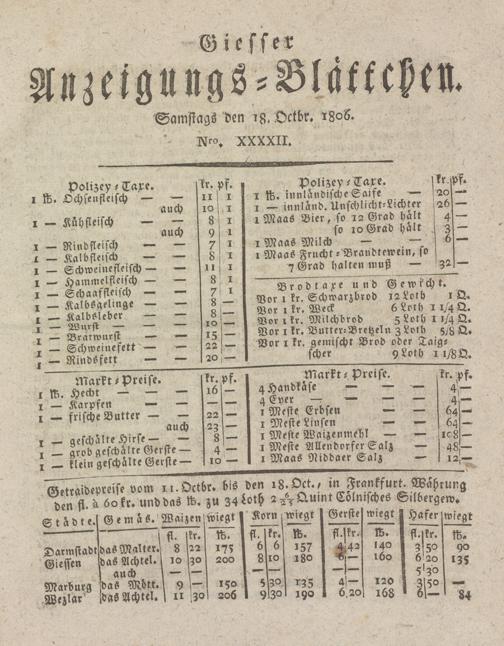 Giesser
Anzeigungs-Blättchen.
Samstags den 18. Octbr. 1806.
Nro. XXXXII.
Polizey-Taxe. kr. pf.
1 ℔. Ochsenfleisch — — 11 1
auch 10 1
1 — Kühfleisch — — 8 1
auch 9 1
1 — Rindfleisch — — 7 1
1 — Kalbfleisch — — 8 1
1 — Schweinefleisch — — 11 1
1 — Hammelfleisch — — 8 1
1 — Schaaffleisch — — 7 1
1 — Kalbsgelinge — — 8 —
1 — Kalbsleber — — 8 —
1 — Wurst — — 10 —
1 — Bratwurst — — 15 —
1 — Schweinefett — — 22 —
1 — Rindsfett — — 20 —
Polizey-Taxe. kr. pf.
1 ℔. innländische Saife — 20 —
1 — innländ. Unschlicht-Lichter 26 —
1 Maas Bier, so 12 Grad hält 4 —
so 10 Grad hält 3 —
1 Maas Milch — — 6 —
1 Maas Frucht-Brandtewein, so
7 Grad halten muß — 32 —
Brodtaxe und Gewicht.
Vor 1 kr. Schwarzbrod 12 Loth 1 Q.
Vor 1 kr. Weck 6 Loth 1 1/4 Q.
Vor 1 kr. Milchbrod 5 Loth 1 1/4 Q.
Vor 1 kr. Butter-Bretzeln 3 Loth 5/8 Q.
Vor 1 kr. gemischt Brod oder Taig-
scher 9 Loth 1 1/8 Q.
Markt-Preise. kr. pf.
1 ℔. Hecht — — 16 —
1 — Karpfen — — — —
1 — frische Butter — — 22 —
auch 23 —
1 — geschälte Hirse — — 8 —
1 — grob geschälte Gerste — 4 —
1 — klein geschälte Gerste — 10 —
Markt-Preise. kr. pf.
4 Handkäse — — 4 —
4 Eyer — — — 4 —
1 Meste Erbsen — 64 —
1 Meste Linsen — 64 —
1 Meste Waizenmehl — 108 —
1 Meste Allendorfer Salz — 48 —
1 Maas Niddaer Salz — 12 —
Getraidepreise vom 11. Octbr. bis den 18. Oct., in Frankfurt. Währung
den fl. à 60 kr. und das ℔. zu 34 Loth 2 Quint Cölnisches Silbergew.
Städte. Gemäs. Waizen wiegt Korn wiegt Gerste wiegt Hafer wiegt
fl. kr. fl. kr. fl. kr. fl. kr.
Darmstadt das Malter. 8 22 175 6 6 157 4 42 140 3 50 90
Giessen das Achtel. 10 30 200 8 10 180 6 — 160 6 20 135
— auch — — — — — — — 5 30
Marburg das Mött. 9 — 150 5 30 135 4 — 120 3 50 —
Wezlar das Achtel. 11 30 206 9 30 190 6 20 168 6 — 84